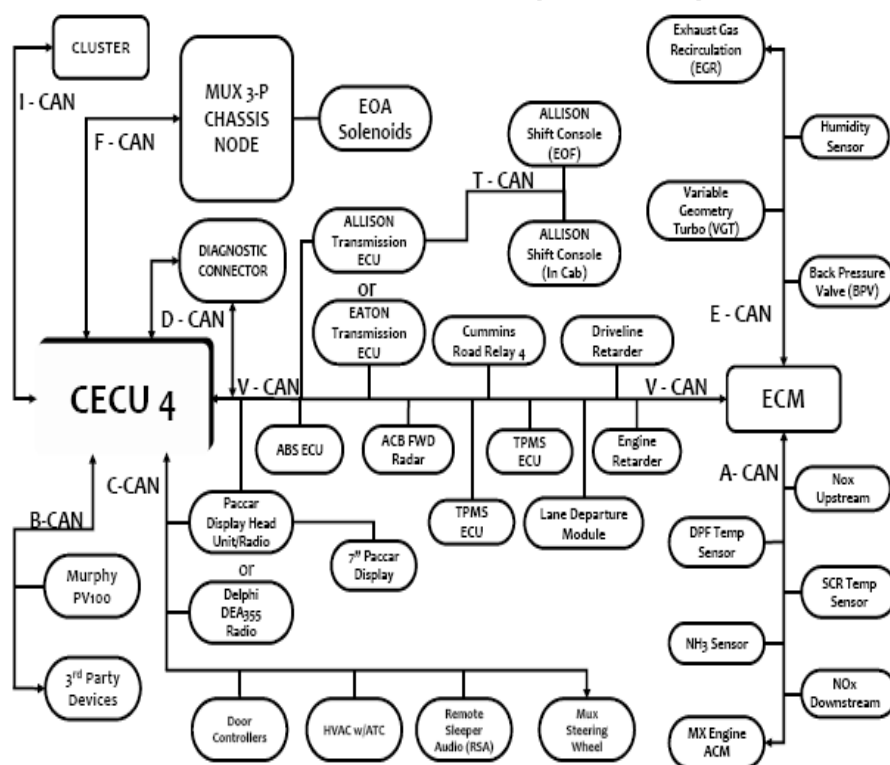 CLUSTER
I - CAN
MUX 3-P
CHASSIS
NODE
EOA
Solenoids
F - CAN
ALLISON
Shift Console
(EOF)
T - CAN
ALLISON
Transmission
ECU
ALLISON
Shift Console
(In Cab)
DIAGNOSTIC
CONNECTOR
D - CAN
or
EATON
Transmission
ECU
Cummins
Road Relay 4
Driveline
Retarder
CECU 4
V - CAN
V - CAN
ECM
ABS ECU
ACB FWD
Radar
TPMS
ECU
Engine
Retarder
TPMS
ECU
Lane Departure
Module
Exhaust Gas
Recirculation
(EGR)
Humidity
Sensor
Variable
Geometry
Turbo (VGT)
Back Pressure
Valve (BPV)
E - CAN
A- CAN
Nox
Upstream
DPF Temp
Sensor
SCR Temp
Sensor
NH3 Sensor
NOx
Downstream
MX Engine
ACM
C-CAN
B-CAN
Paccar
Display Head
Unit/Radio
7" Paccar
Display
or
Delphi
DEA355
Radio
Murphy
PV100
3rd Party
Devices
Door
Controllers
HVAC w/ATC
Remote
Sleeper
Audio (RSA)
Mux
Steering
Wheel